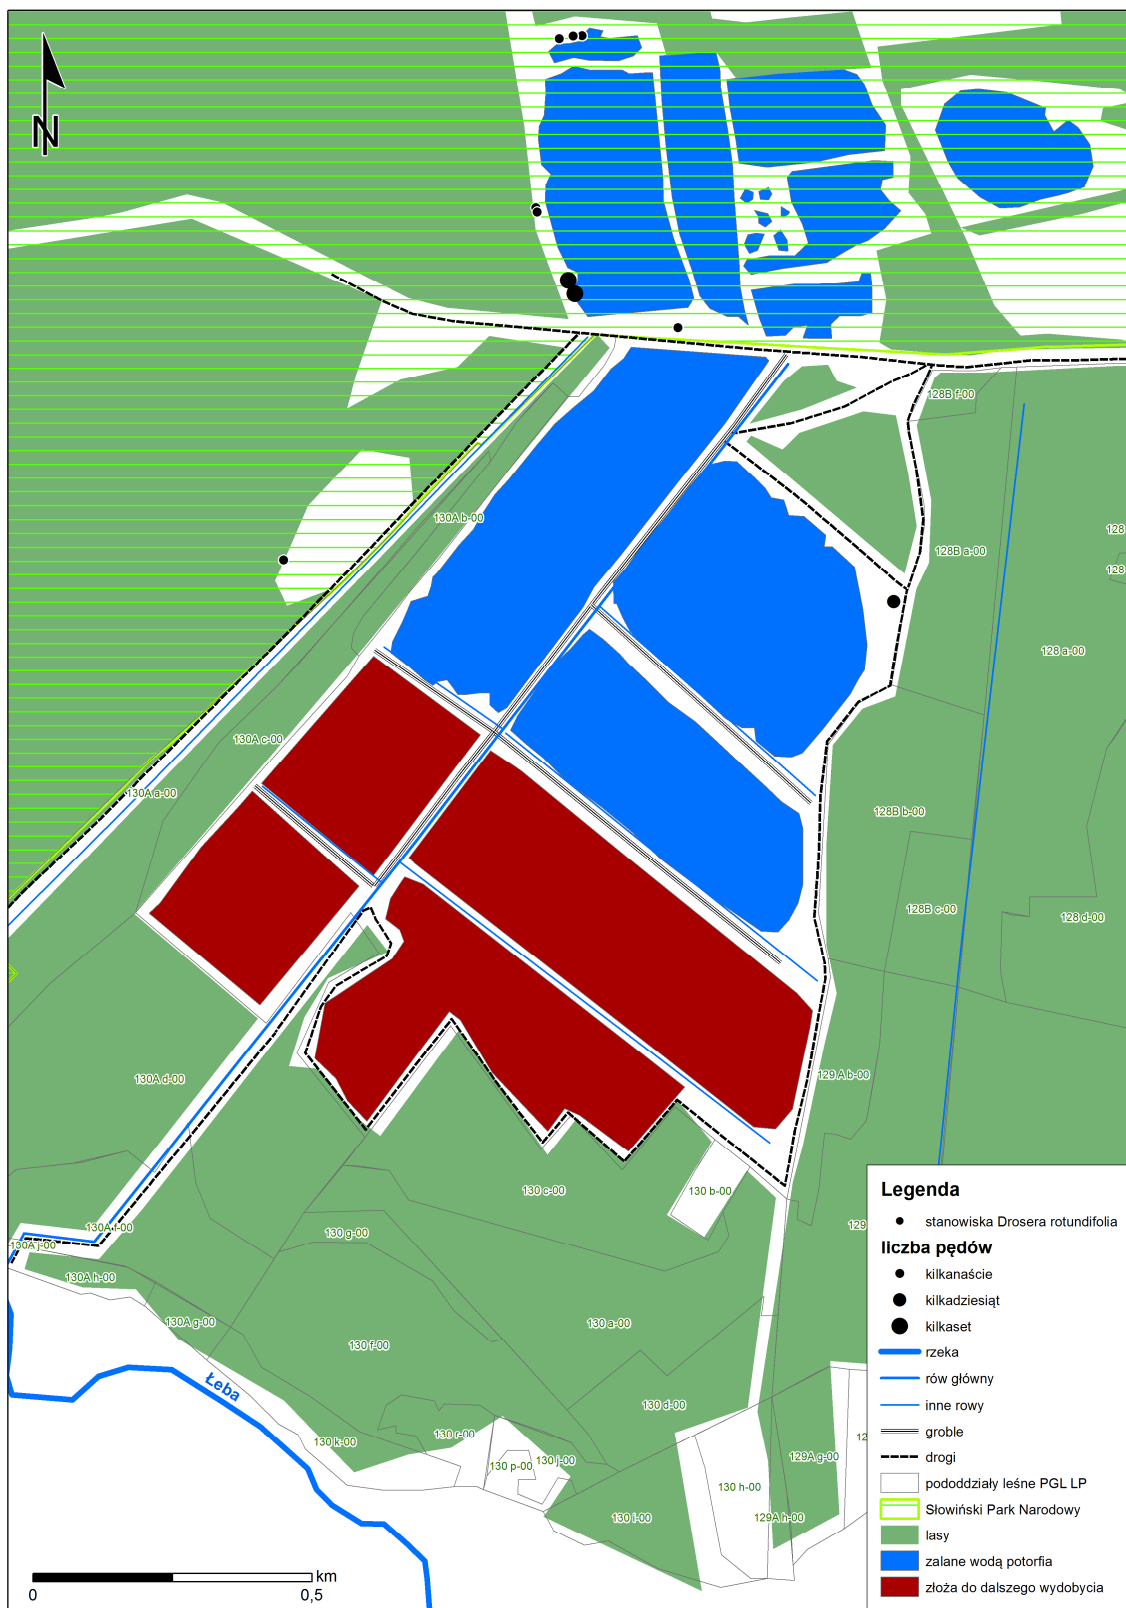 N
128B f-00
130A b-00
128
128B a-00
128
128 a-00
130A c-00
130A a-00
128B b-00
128B c-00
128 d-00
130A d-00
129 A b-00
130 c-00
130 b-00
129
130A f-00
130 g-00
130A j-00
130A h-00
130A g-00
130 a-00
130 f-00
Łeba
130 d-00
130 k-00
130 r-00
129A g-00
12
130 p-00
130 j-00
130 h-00
130 i-00
129A h-00
Legenda
stanowiska Drosera rotundifolia
liczba pędów
kilkanaście
kilkadziesiąt
kilkaset
rzeka
rów główny
inne rowy
groble
drogi
pododdziały leśne PGL LP
Słowiński Park Narodowy
lasy
zalane wodą potorfia
złoża do dalszego wydobycia
km
0 0,5